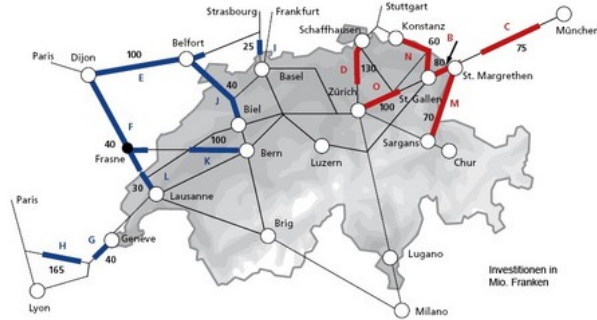 Strasbourg
Frankfurt
Stuttgart
Schaffhausen
Konstanz
60
B
C
75
München
Paris
Dijon
100
E
Belfort
25
I
Basel
D
130
N
80
St. Margrethen
O
Zürich
100
St. Gallen
M
70
J
40
Biel
F
40
Frasne
100
K
Bern
Luzern
Sargans
Chur
L
30
Lausanne
Paris
H
165
G
40
Genève
Brig
Lugano
Investitionen in
Mio. Franken
Lyon
Milano